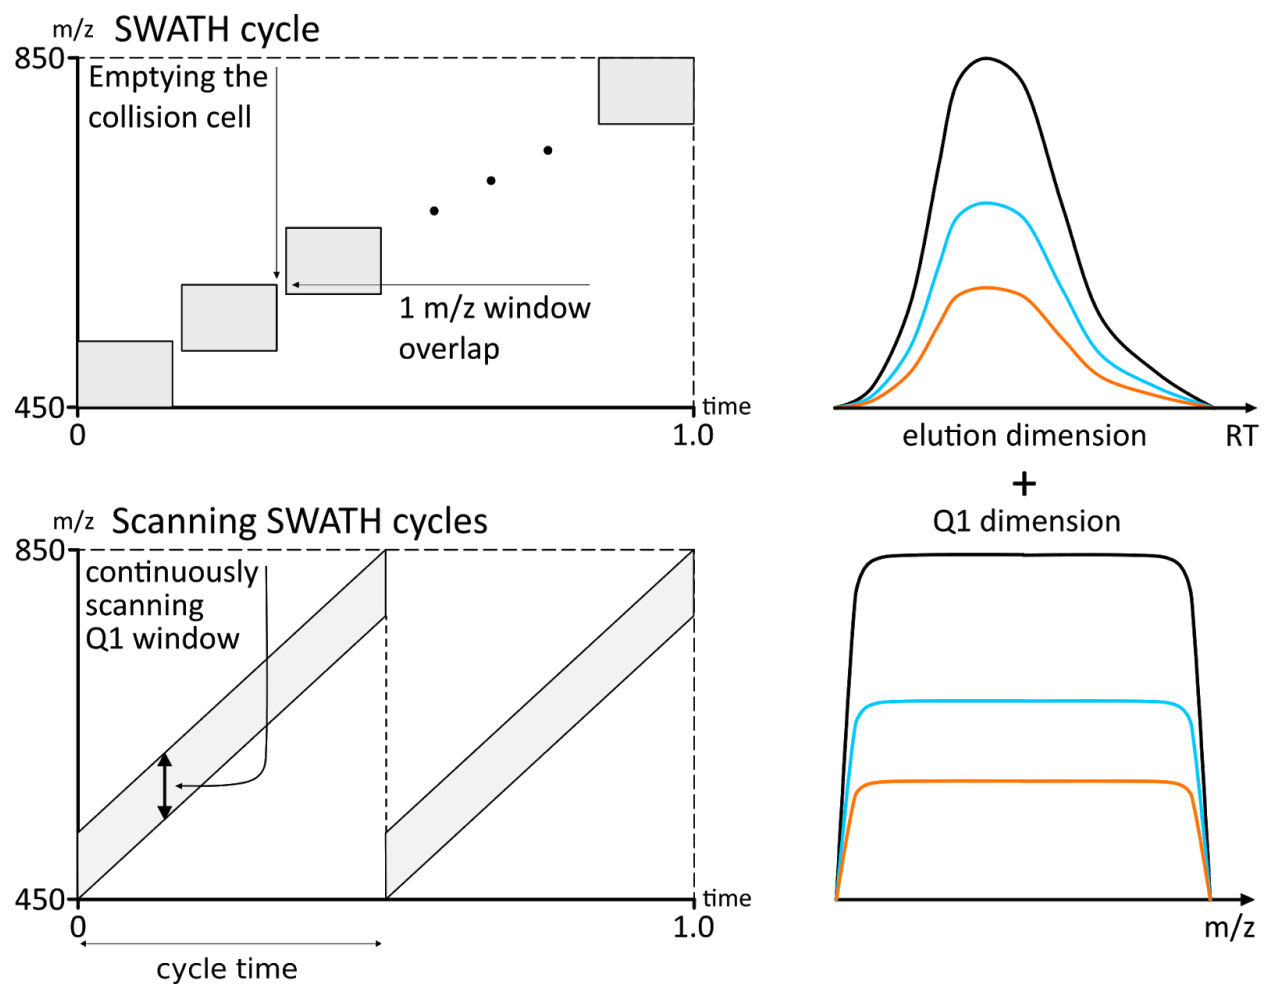 m/z SWATH cycle
850
Emptying the
collision cell
1 m/z window
overlap
450
time
0
1.0
elution dimension
RT
+
Q1 dimension
m/z Scanning SWATH cycles
850
continuously
scanning
Q1 window
450
time
0
1.0
cycle time
m/z